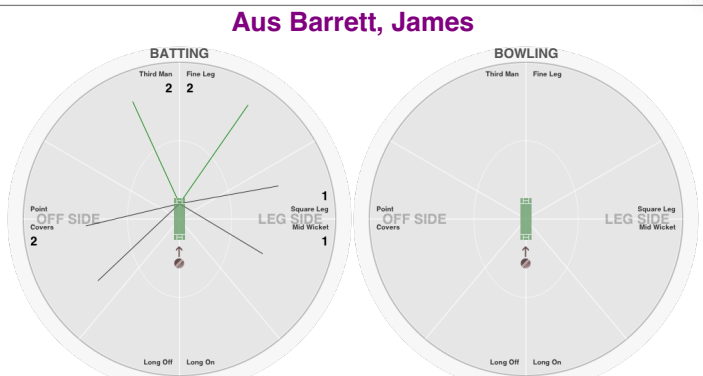 Aus Barrett, James
BATTING
Third Man Fine Leg
2 2
1
Point
OFF SIDE
Covers
2
Square Leg
LEG SIDE
Mid Wicket
1
Long Off Long On
BOWLING
Third Man Fine Leg
Point
OFF SIDE
Covers
Square Leg
LEG SIDE
Mid Wicket
Long Off Long On